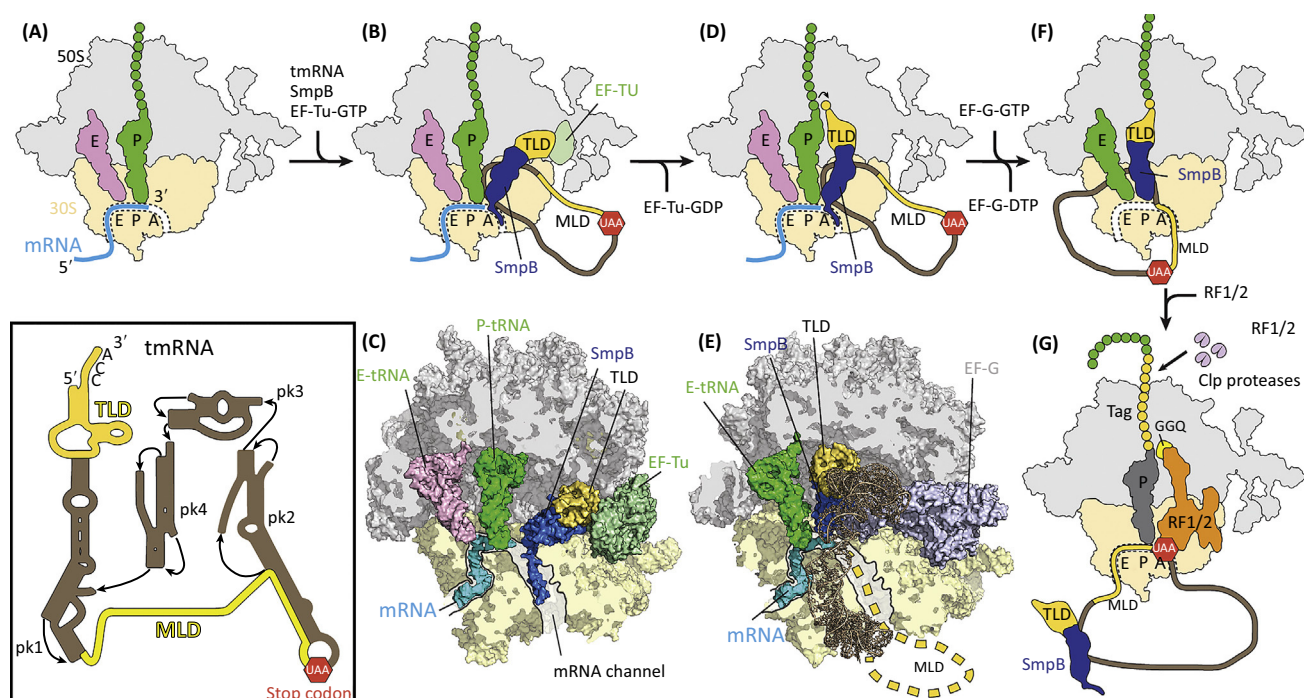 (A)
50S
E
P
3′
30S
E P A
mRNA
5′
tmRNA
SmpB
EF-Tu-GTP
(B)
EF-TU
TLD
E
P
E P A
MLD
UAA
SmpB
EF-Tu-GDP
(D)
TLD
E
P
E P A
MLD
UAA
SmpB
EF-G-GTP
EF-G-DTP
(F)
TLD
E
SmpB
E P A
MLD
UAA
RF1/2
tmRNA
3′
A
C
C
5′
TLD
pk3
pk4
pk2
pk1
MLD
UAA
Stop codon
(C)
P-tRNA
SmpB
E-tRNA
TLD
EF-Tu
mRNA
mRNA channel
(E)
TLD
SmpB
E-tRNA
EF-G
mRNA
MLD
(G)
RF1/2
Clp proteases
Tag
GGQ
P
RF1/2
UAA
E P A
MLD
TLD
SmpB